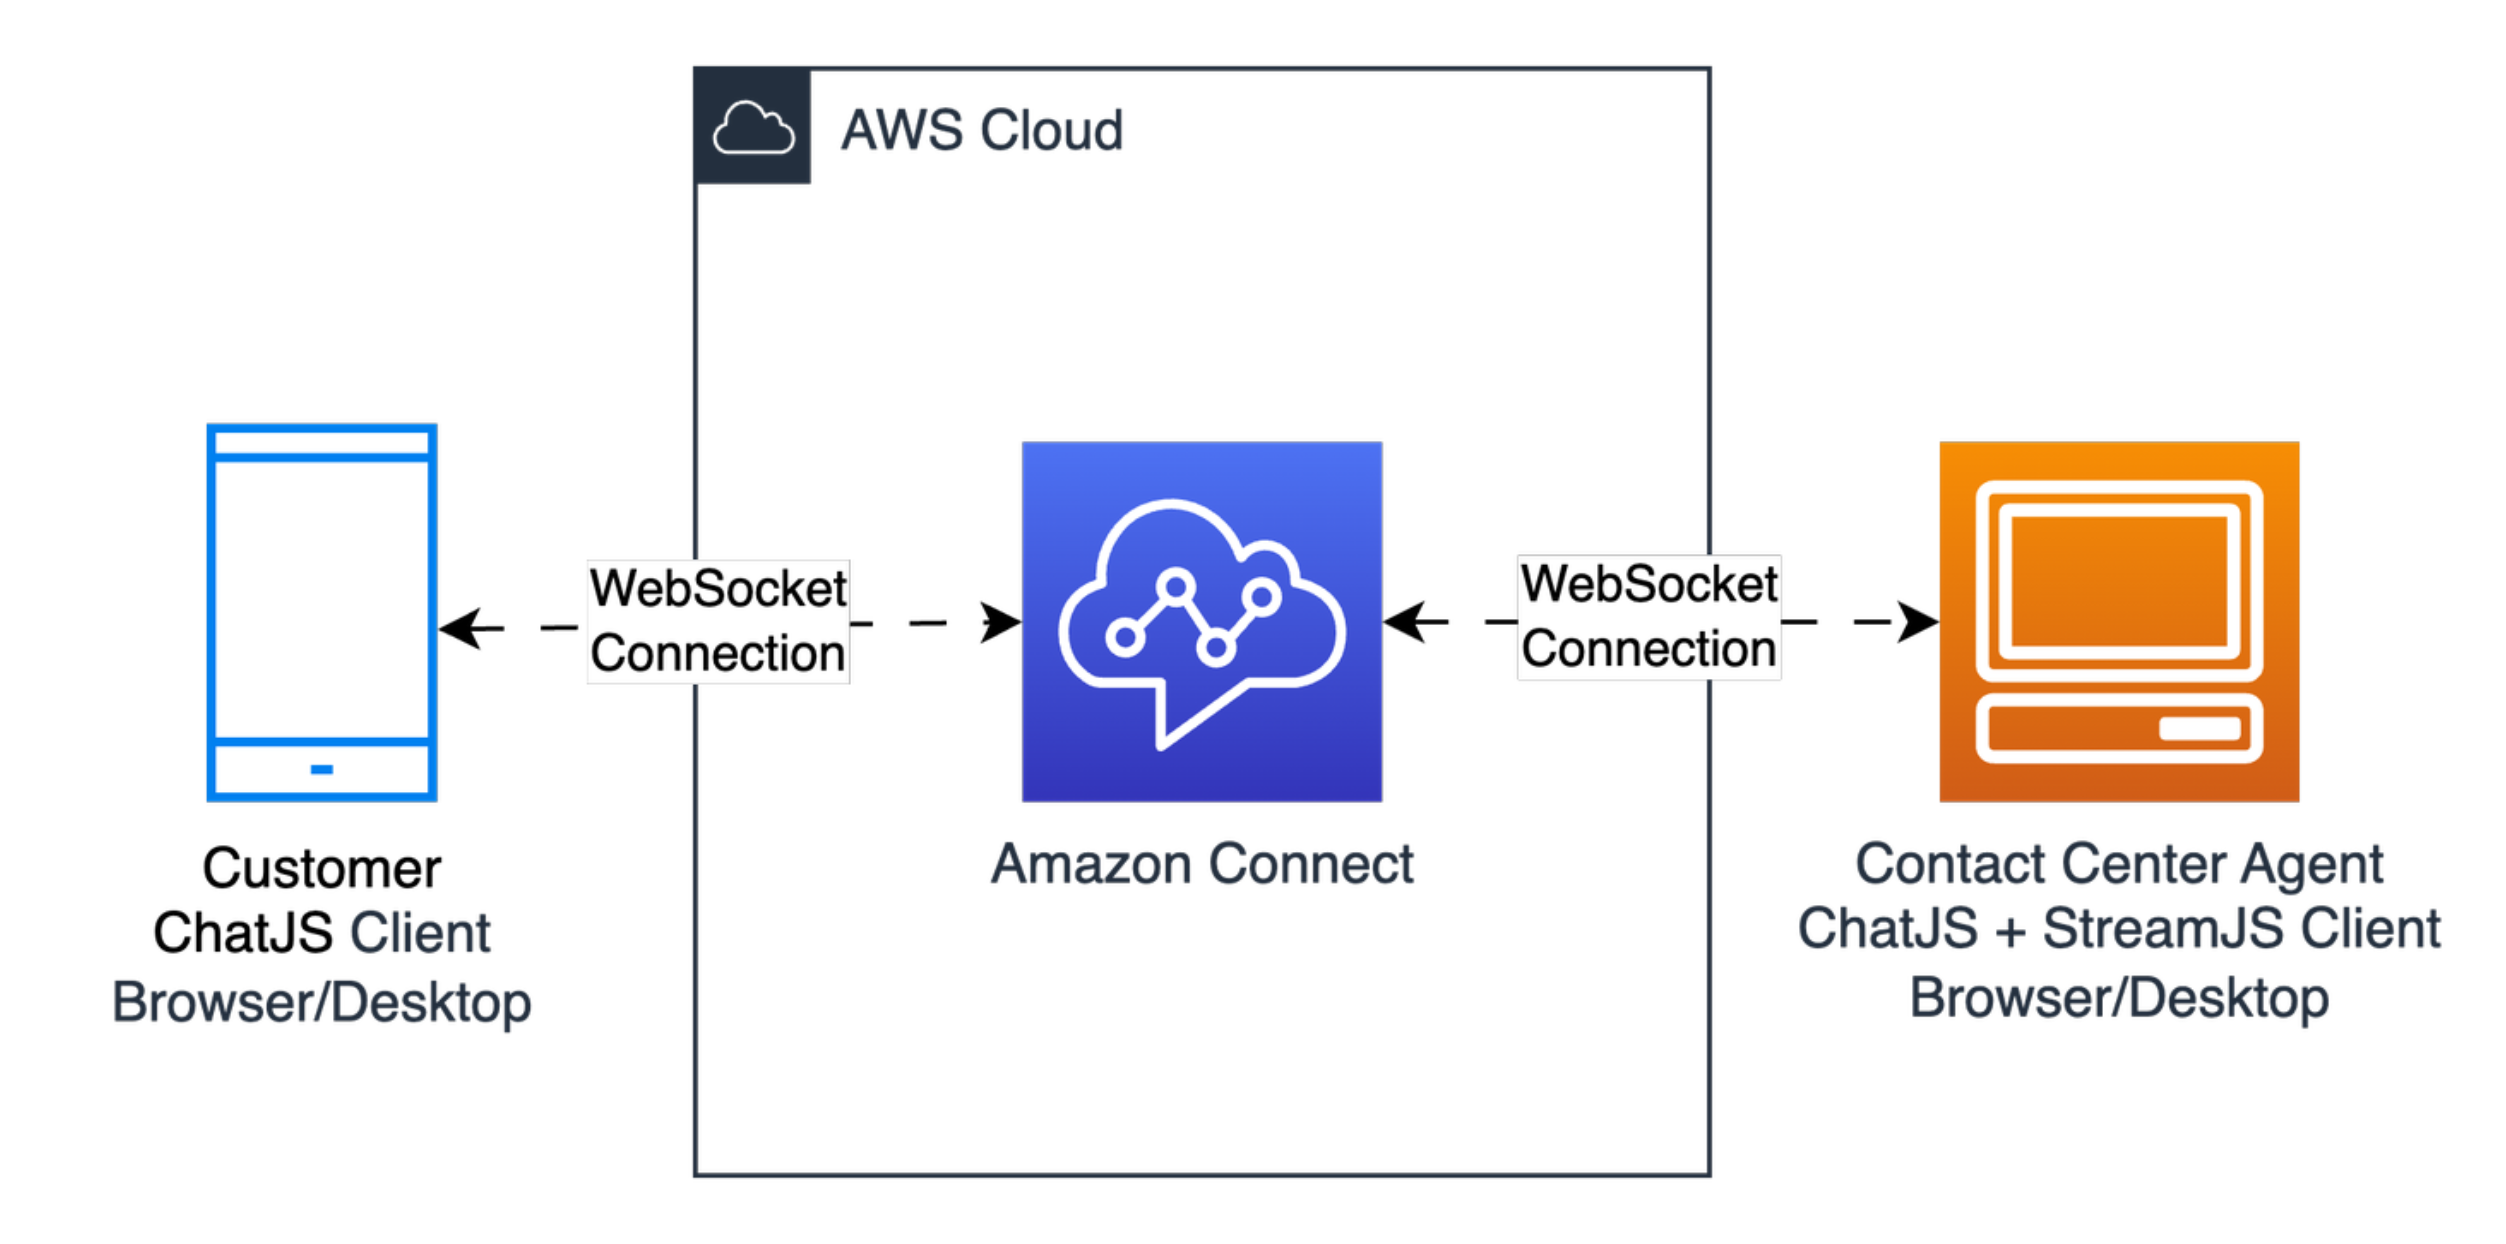 AWS Cloud
WebSocket
Connection
WebSocket
Connection
Customer
ChatJS Client
Browser/Desktop
Amazon Connect
Contact Center Agent
ChatJS + StreamJS Client
Browser/Desktop